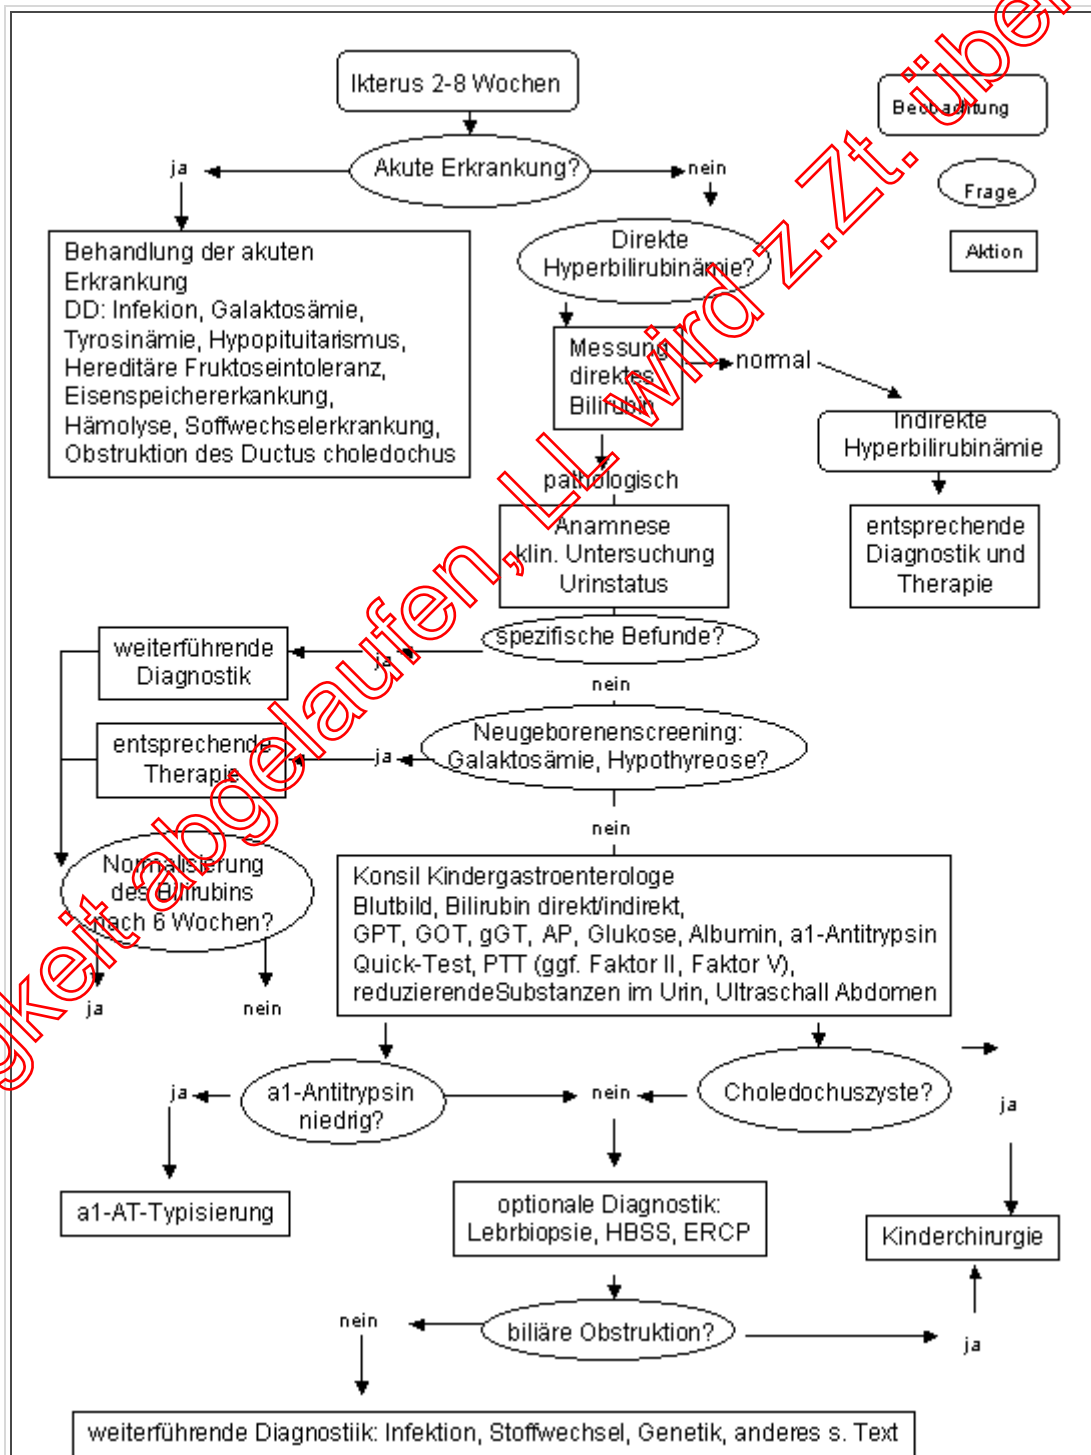 Ikterus 2-8 Wochen
Beobachtung
Akute Erkrankung?
ja
nein
Frage
Aktion
Behandlung der akuten
Erkrankung
DD: Infekion, Galaktosämie,
Tyrosinämie, Hypopituitarismus,
Hereditäre Fruktoseintoleranz,
Eisenspeichererkankung,
Hämolyse, Soffwechselerkrankung,
Obstruktion des Ductus choledochus
Direkte
Hyperbilirubinämie?
Messung
direktes
Bilirubin
normal
Indirekte
Hyperbilirubinämie
pathologisch
entsprechende
Diagnostik und
Therapie
Anamnese
klin. Untersuchung
Urinstatus
spezifische Befunde?
ja
weiterführende
Diagnostik
nein
Neugeborenenscreening:
Galaktosämie, Hypothyreose?
ja
entsprechende
Therapie
nein
Normalisierung
des Bilirubins
nach 6 Wochen?
ja
nein
Konsil Kindergastroenterologe
Blutbild, Bilirubin direkt/indirekt,
GPT, GOT, gGT, AP, Glukose, Albumin, a1-Antitrypsin
Quick-Test, PTT (ggf. Faktor II, Faktor V),
reduzierendeSubstanzen im Urin, Ultraschall Abdomen
ja
a1-Antitrypsin
niedrig?
nein
Choledochuszyste?
ja
a1-AT-Typisierung
optionale Diagnostik:
Lebrbiopsie, HBSS, ERCP
Kinderchirurgie
nein
biliäre Obstruktion?
ja
weiterführende Diagnostiik: Infektion, Stoffwechsel, Genetik, anderes s. Text
gkeit abgelaufen, LL wird z.Zt. über